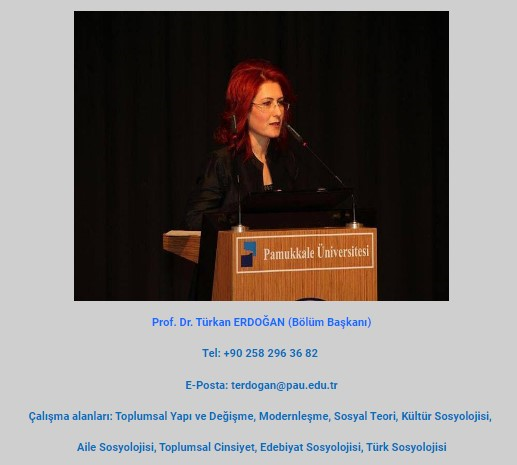 Pamukkale Üniversitesi
Prof. Dr. Türkan ERDOĞAN (Bölüm Başkanı)
Tel: +90 258 296 36 82
E-Posta: terdogan@pau.edu.tr
Çalışma alanları: Toplumsal Yapı ve Değişme, Modernleşme, Sosyal Teori, Kültür Sosyolojisi,
Aile Sosyolojisi, Toplumsal Cinsiyet, Edebiyat Sosyolojisi, Türk Sosyolojisi